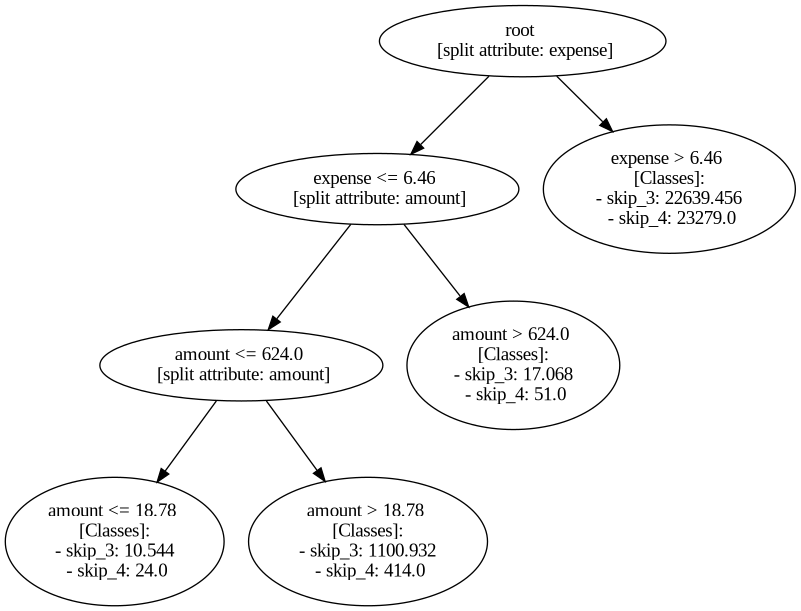 root
[split attribute: expense]
expense <= 6.46
[split attribute: amount]
expense > 6.46
[Classes]:
- skip_3: 22639.456
- skip_4: 23279.0
amount <= 624.0
[split attribute: amount]
amount > 624.0
[Classes]:
- skip_3: 17.068
- skip_4: 51.0
amount <= 18.78
[Classes]:
- skip_3: 10.544
- skip_4: 24.0
amount > 18.78
[Classes]:
- skip_3: 1100.932
- skip_4: 414.0